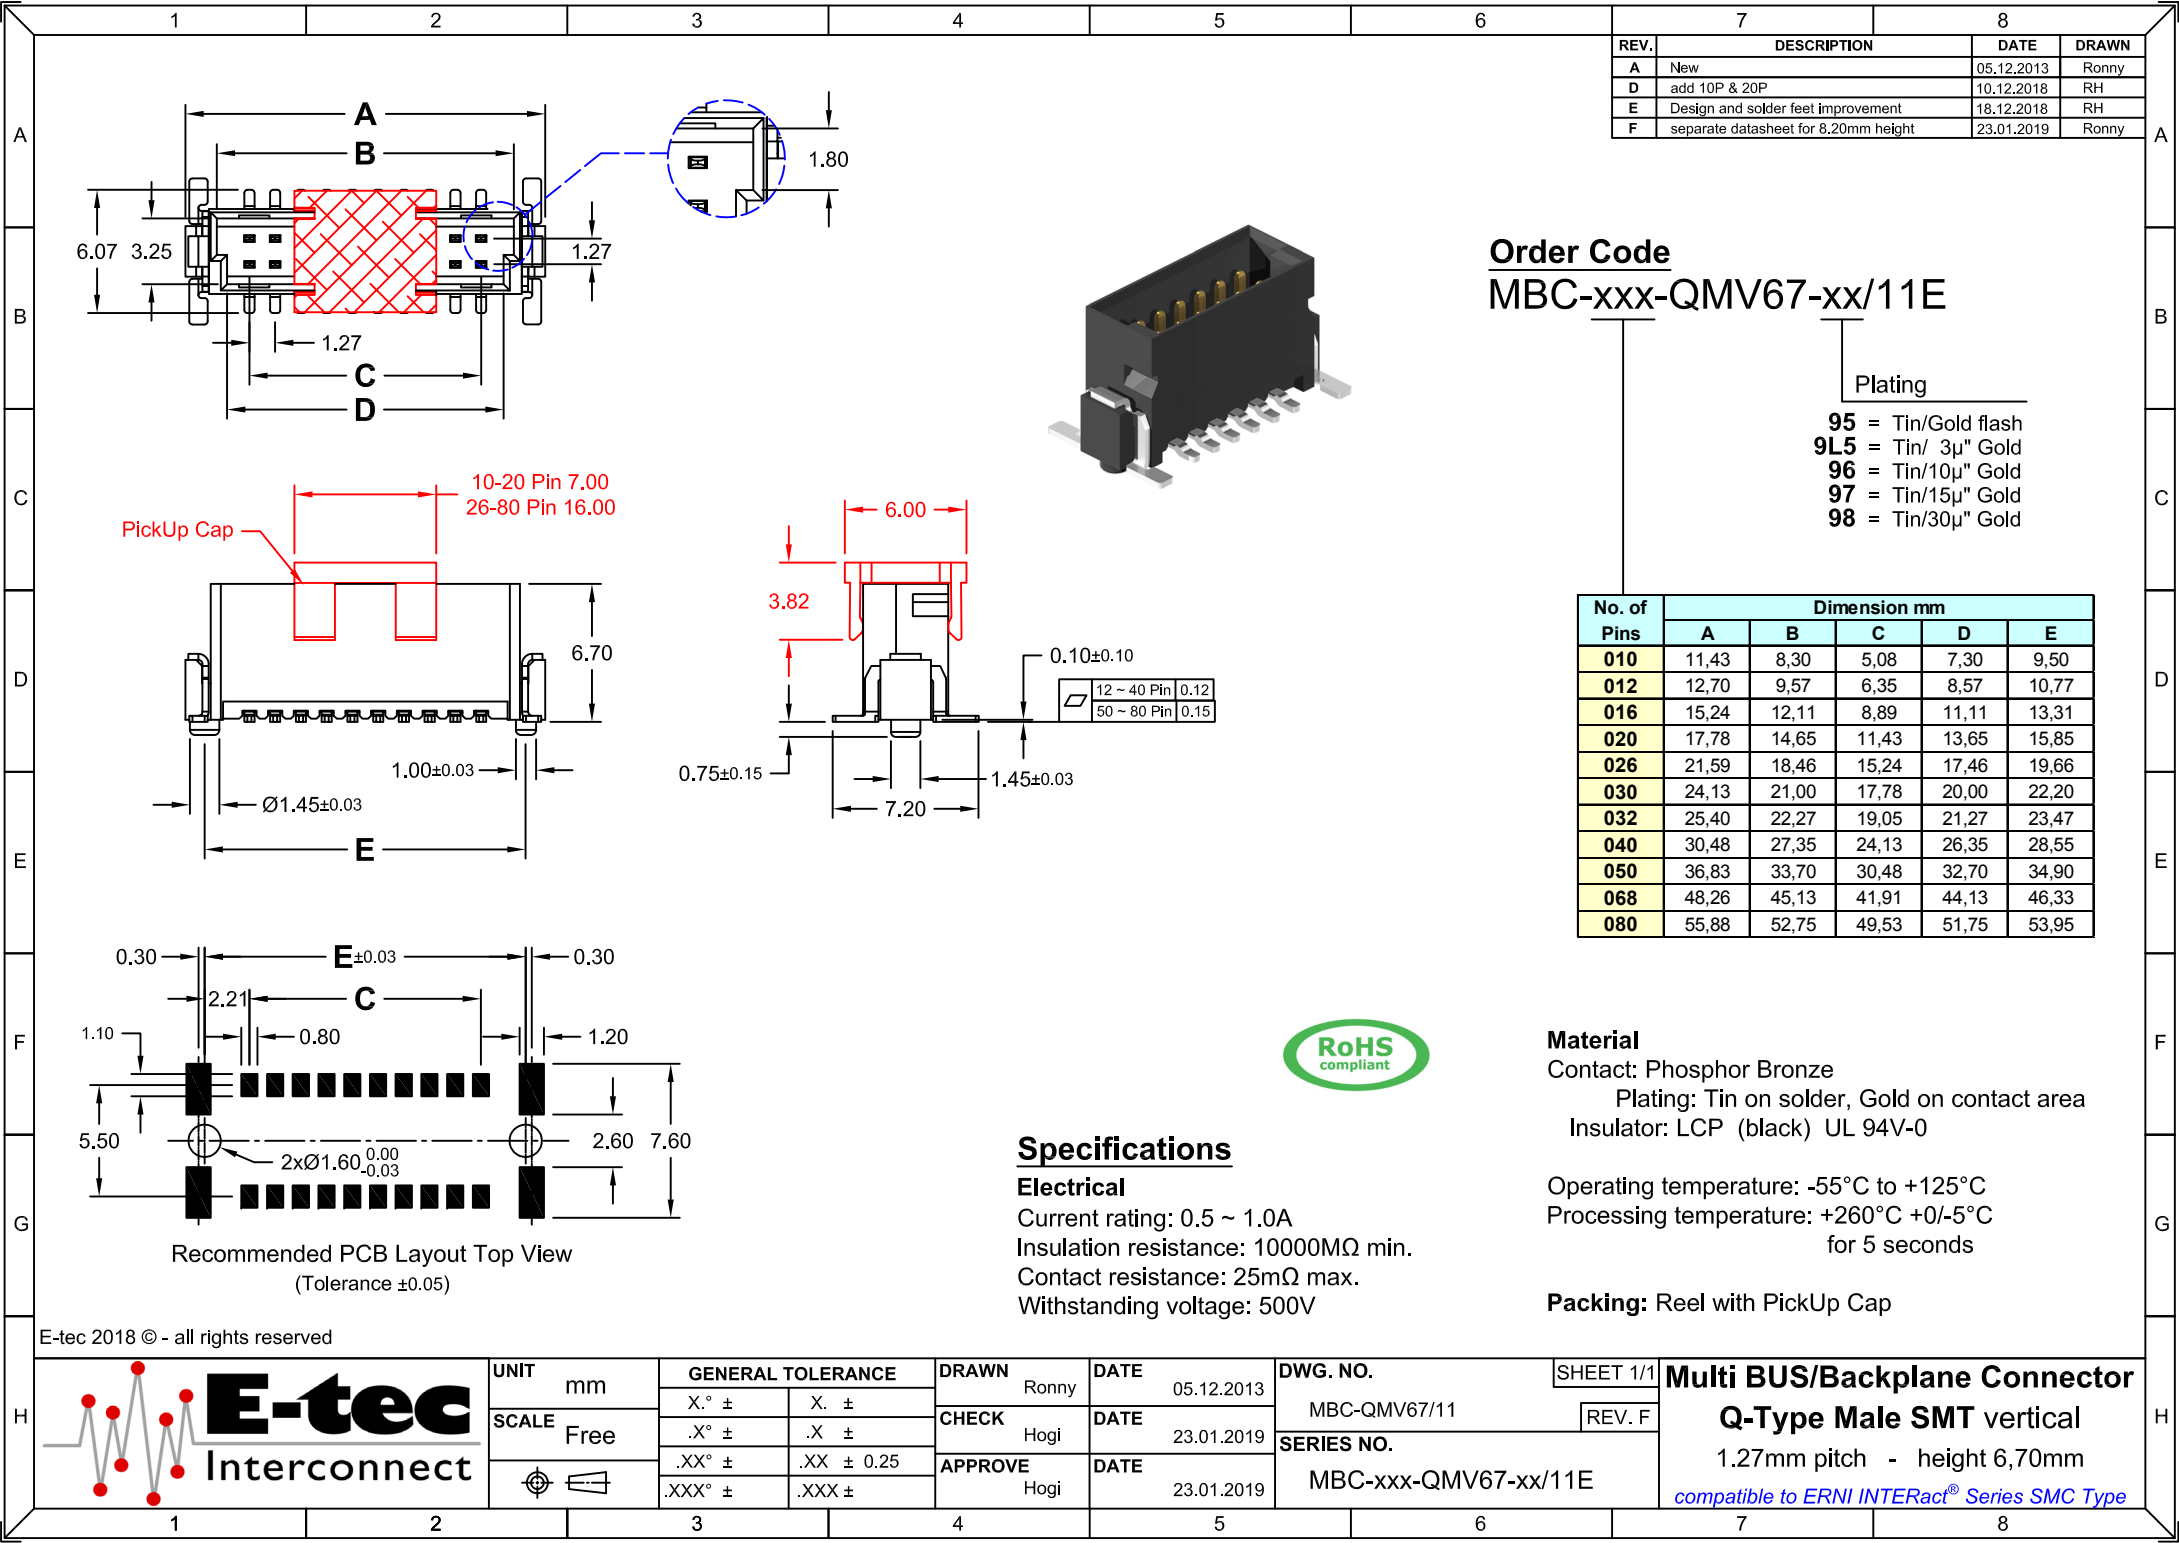 1 2 3 4 5 6 7 8
A B C D E F G H
A B C D E F G H
REV. DESCRIPTION DATE DRAWN
A New 05.12.2013 Ronny
D add 10P & 20P 10.12.2018 RH
E Design and solder feet improvement 18.12.2018 RH
F separate datasheet for 8.20mm height 23.01.2019 Ronny
A
B
1.80
6.07 3.25
1.27
1.27
C
D
Order Code
MBC-xxx-QMV67-xx/11E
Plating
95 = Tin/Gold flash
9L5 = Tin/ 3µ" Gold
96 = Tin/10µ" Gold
97 = Tin/15µ" Gold
98 = Tin/30µ" Gold
10-20 Pin 7.00
26-80 Pin 16.00
PickUp Cap
6.70
1.00±0.03
Ø1.45±0.03
E
6.00
3.82
0.10±0.10
12 ~ 40 Pin 0.12
50 ~ 80 Pin 0.15
0.75±0.15
1.45±0.03
7.20
No. of Pins Dimension mm
A B C D E
010 11,43 8,30 5,08 7,30 9,50
012 12,70 9,57 6,35 8,57 10,77
016 15,24 12,11 8,89 11,11 13,31
020 17,78 14,65 11,43 13,65 15,85
026 21,59 18,46 15,24 17,46 19,66
030 24,13 21,00 17,78 20,00 22,20
032 25,40 22,27 19,05 21,27 23,47
040 30,48 27,35 24,13 26,35 28,55
050 36,83 33,70 30,48 32,70 34,90
068 48,26 45,13 41,91 44,13 46,33
080 55,88 52,75 49,53 51,75 53,95
0.30 E±0.03 0.30
2.21 C
1.10 0.80 1.20
5.50 2.60 7.60
2xØ1.60 0.00 -0.03
Recommended PCB Layout Top View
(Tolerance ±0.05)
RoHS
compliant
Specifications
Electrical
Current rating: 0.5 ~ 1.0A
Insulation resistance: 10000MΩ min.
Contact resistance: 25mΩ max.
Withstanding voltage: 500V
Material
Contact: Phosphor Bronze
Plating: Tin on solder, Gold on contact area
Insulator: LCP (black) UL 94V-0
Operating temperature: -55°C to +125°C
Processing temperature: +260°C +0/-5°C
for 5 seconds
Packing: Reel with PickUp Cap
E-tec 2018 © - all rights reserved
E-tec
Interconnect
UNIT mm
SCALE Free
GENERAL TOLERANCE
X.° ± X. ±
.X° ± .X ±
.XX° ± .XX ± 0.25
.XXX° ± .XXX ±
DRAWN Ronny DATE 05.12.2013
CHECK Hogi DATE 23.01.2019
APPROVE Hogi DATE 23.01.2019
DWG. NO. SHEET 1/1
MBC-QMV67/11 REV. F
SERIES NO.
MBC-xxx-QMV67-xx/11E
Multi BUS/Backplane Connector
Q-Type Male SMT vertical
1.27mm pitch - height 6,70mm
compatible to ERNI INTERact® Series SMC Type
1 2 3 4 5 6 7 8